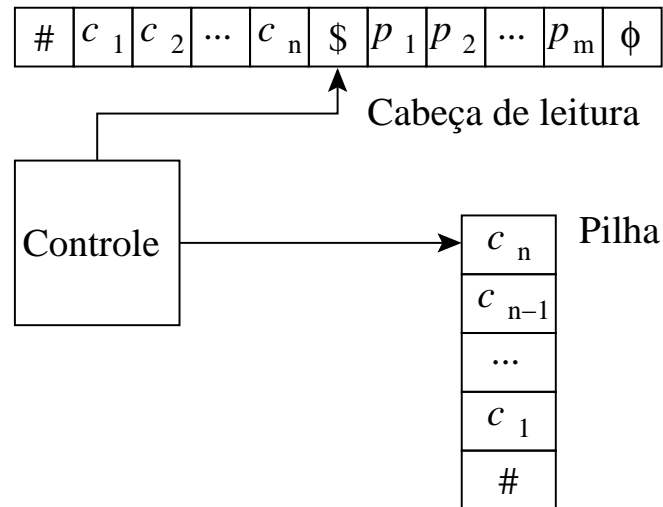 # c 1 c 2 ... c n $ p 1 p 2 ... p m ϕ
Cabeça de leitura
Controle
Pilha
c n
c n−1
...
c 1
#